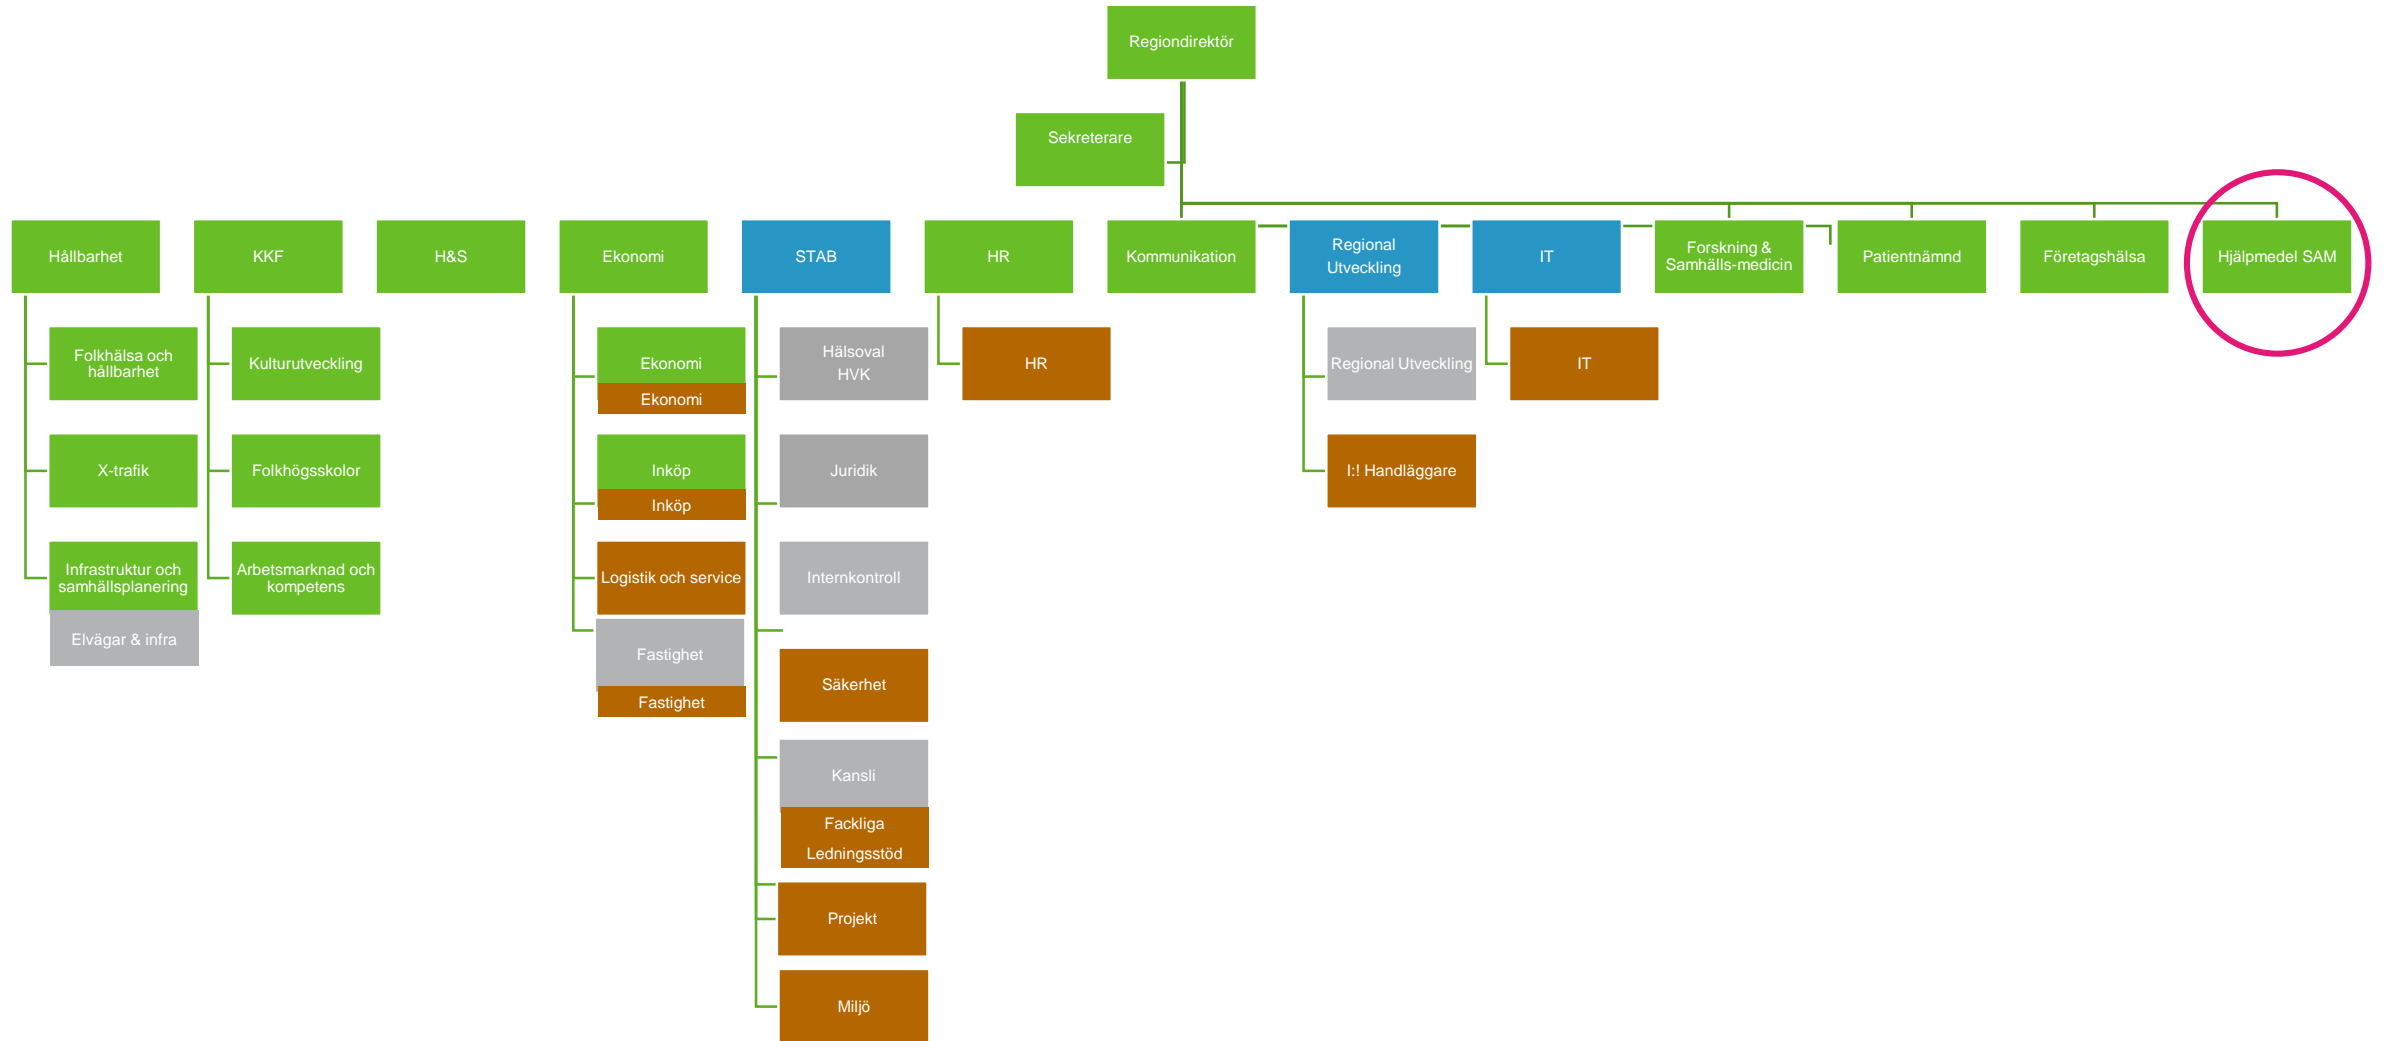 Regiondirektör
Sekreterare
Hållbarhet
KKF
H&S
Ekonomi
STAB
HR
Kommunikation
Regional
Utveckling
IT
Forskning &
Samhälls-medicin
Patientnämnd
Företagshälsa
Hjälpmedel SAM
Folkhälsa och
hållbarhet
X-trafik
Infrastruktur och
samhällsplanering
Elvägar & infra
Kulturutveckling
Folkhögsskolor
Arbetsmarknad och
kompetens
Ekonomi
Ekonomi
Inköp
Inköp
Logistik och service
Fastighet
Fastighet
Hälsoval
HVK
Juridik
Internkontroll
Säkerhet
Kansli
Fackliga
Ledningsstöd
Projekt
Miljö
HR
Regional Utveckling
I:! Handläggare
IT